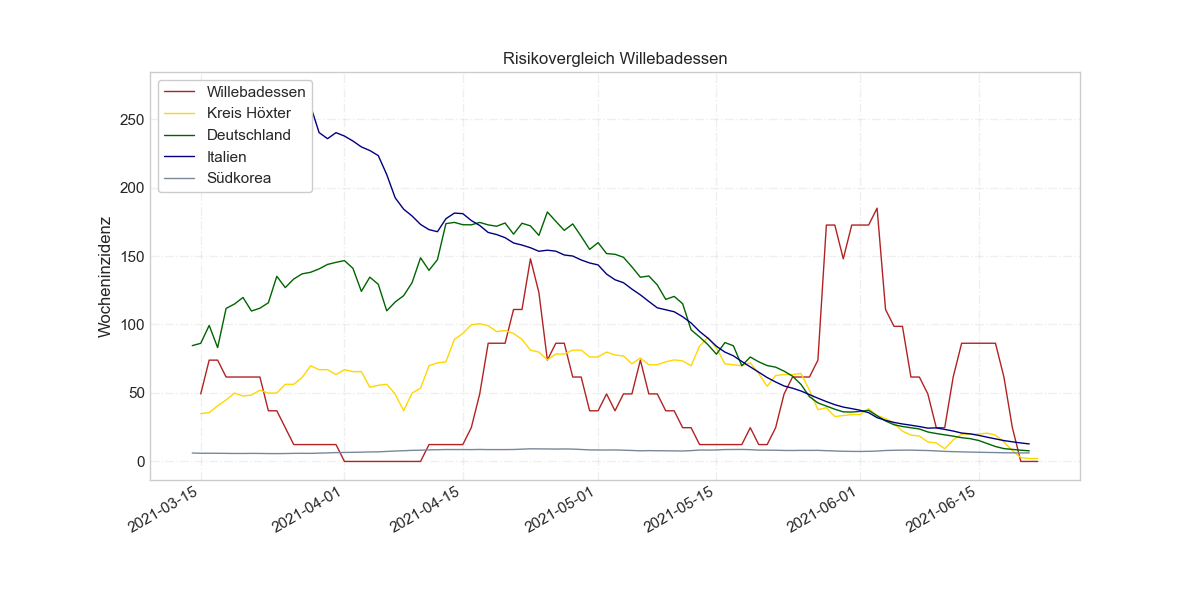 Risikovergleich Willebadessen
Willebadessen
Kreis Höxter
Deutschland
Italien
Südkorea
Wocheninzidenz
250
200
150
100
50
0
2021-03-15
2021-04-01
2021-04-15
2021-05-01
2021-05-15
2021-06-01
2021-06-15